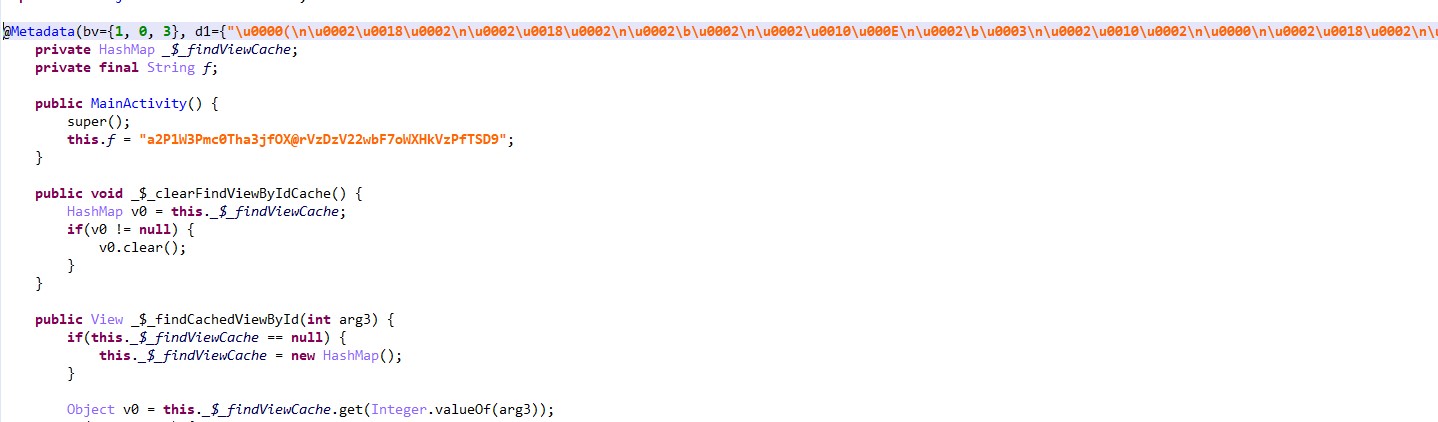 @Metadata(bv={1, 0, 3}, d1={"\u0000(\n\u0002\u0018\u0002\n\u0002\u0018\u0002\n\u0002\b\u0002\n\u0002\u0010\u000E\n\u0002\b\u0003\n\u0002\u0010\u0002\n\u0000\n\u0002\u0018\u0002\n\u
private HashMap _$_findViewCache;
private final String f;
public MainActivity() {
super();
this.f = "a2P1W3Pmc0Tha3jfOX@rVzDzV22wbF7oWXHkVzPfTSD9";
}
public void _$_clearFindViewByIdCache() {
HashMap v0 = this._$_findViewCache;
if(v0 != null) {
v0.clear();
}
}
public View _$_findCachedViewById(int arg3) {
if(this._$_findViewCache == null) {
this._$_findViewCache = new HashMap();
}
Object v0 = this._$_findViewCache.get(Integer.valueOf(arg3));